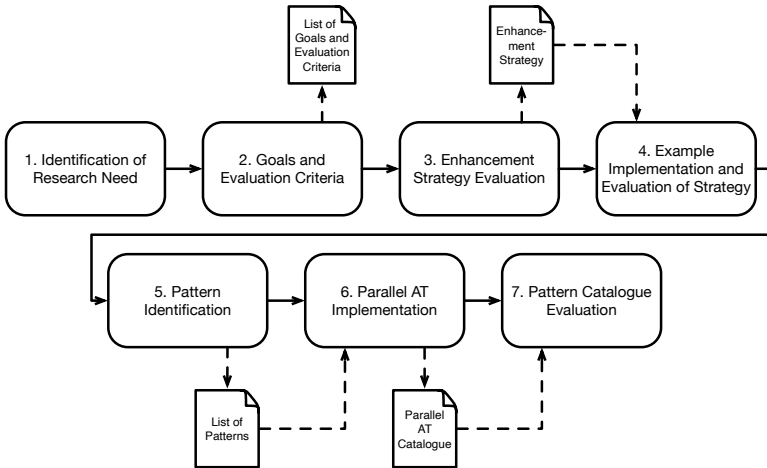 List of
Goals and
Evaluation
Criteria
Enhance-
ment
Strategy
1. Identification of
Research Need
2. Goals and
Evaluation Criteria
3. Enhancement
Strategy Evaluation
4. Example
Implementation and
Evaluation of Strategy
5. Pattern
Identification
6. Parallel AT
Implementation
7. Pattern Catalogue
Evaluation
List of
Patterns
Parallel
AT
Catalogue